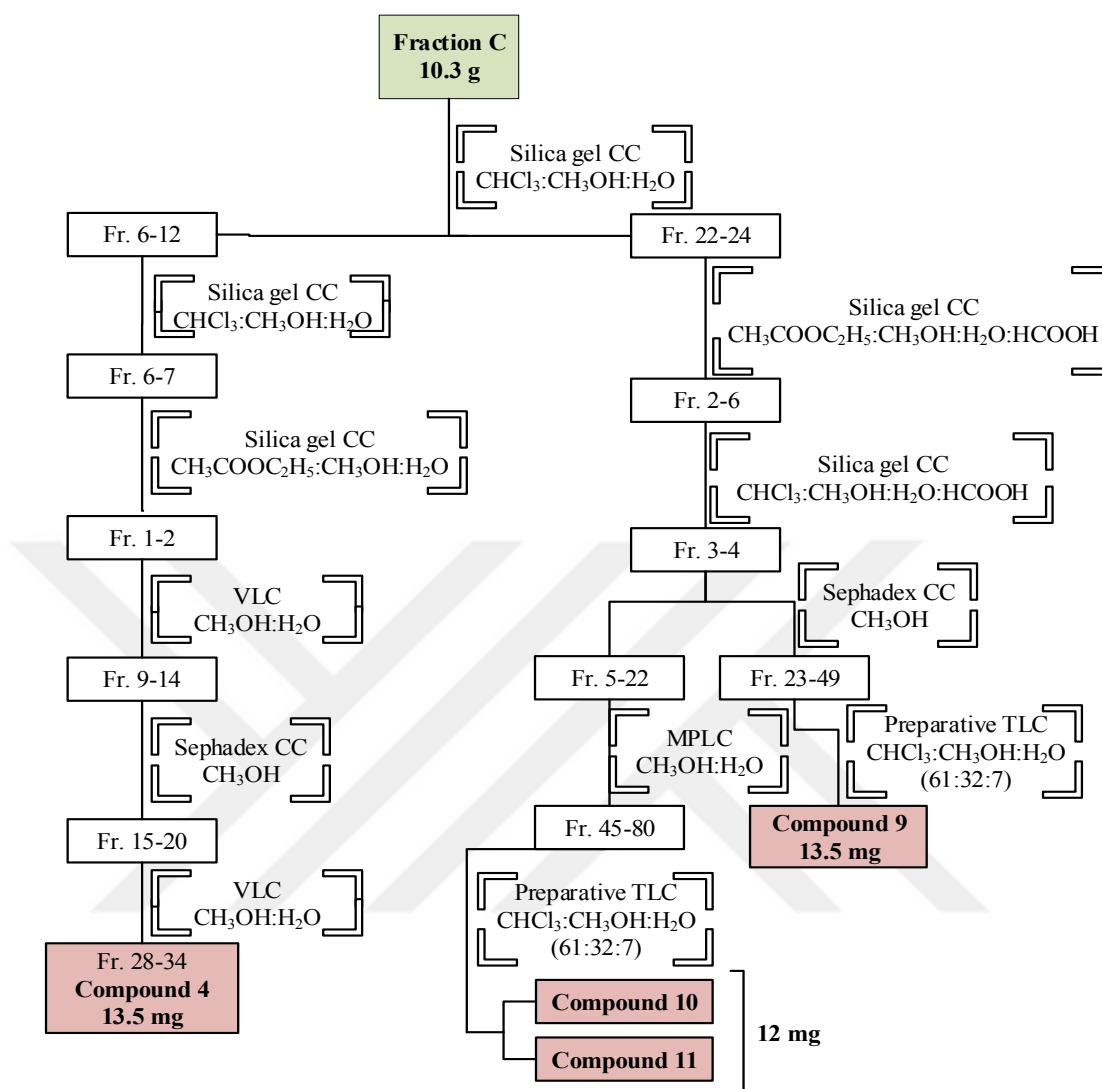 Fraction C
10.3 g
Silica gel CC
CHCl₃:CH₃OH:H₂O
Fr. 6-12
Fr. 22-24
Silica gel CC
CHCl₃:CH₃OH:H₂O
Silica gel CC
CH₃COOC₂H₅:CH₃OH:H₂O:HCOOH
Fr. 6-7
Fr. 2-6
Silica gel CC
CH₃COOC₂H₅:CH₃OH:H₂O
Silica gel CC
CHCl₃:CH₃OH:H₂O:HCOOH
Fr. 1-2
Fr. 3-4
VLC
CH₃OH:H₂O
Sephadex CC
CH₃OH
Fr. 9-14
Fr. 5-22
Fr. 23-49
Sephadex CC
CH₃OH
MPLC
CH₃OH:H₂O
Preparative TLC
CHCl₃:CH₃OH:H₂O
(61:32:7)
Fr. 15-20
Fr. 45-80
Compound 9
13.5 mg
VLC
CH₃OH:H₂O
Preparative TLC
CHCl₃:CH₃OH:H₂O
(61:32:7)
Fr. 28-34
Compound 4
13.5 mg
Compound 10
Compound 11
12 mg